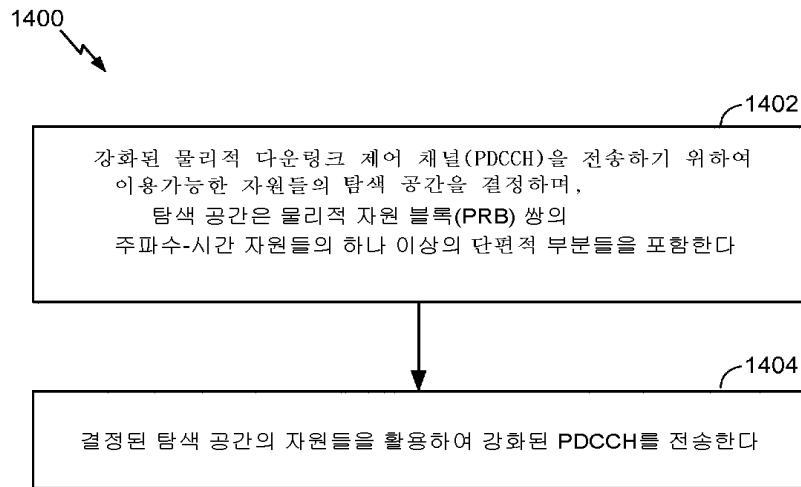 1400
1402
강화된 물리적 다운링크 제어 채널(PDCCH)을 전송하기 위하여
이용가능한 자원들의 탐색 공간을 결정하며,
탐색 공간은 물리적 자원 블록(PRB) 쌍의
주파수-시간 자원들의 하나 이상의 단편적 부분들을 포함한다
1404
결정된 탐색 공간의 자원들을 활용하여 강화된 PDCCH를 전송한다